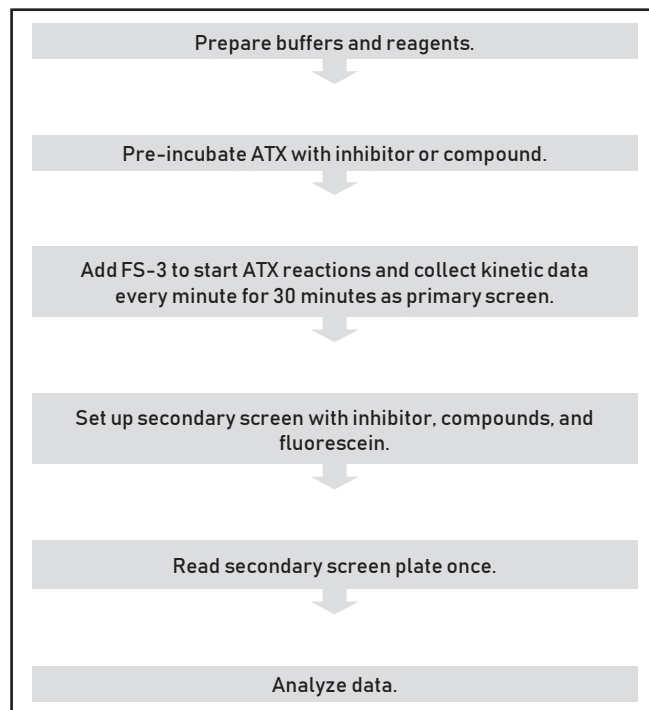 Prepare buffers and reagents.
Pre-incubate ATX with inhibitor or compound.
Add FS-3 to start ATX reactions and collect kinetic data
every minute for 30 minutes as primary screen.
Set up secondary screen with inhibitor, compounds, and
fluorescein.
Read secondary screen plate once.
Analyze data.